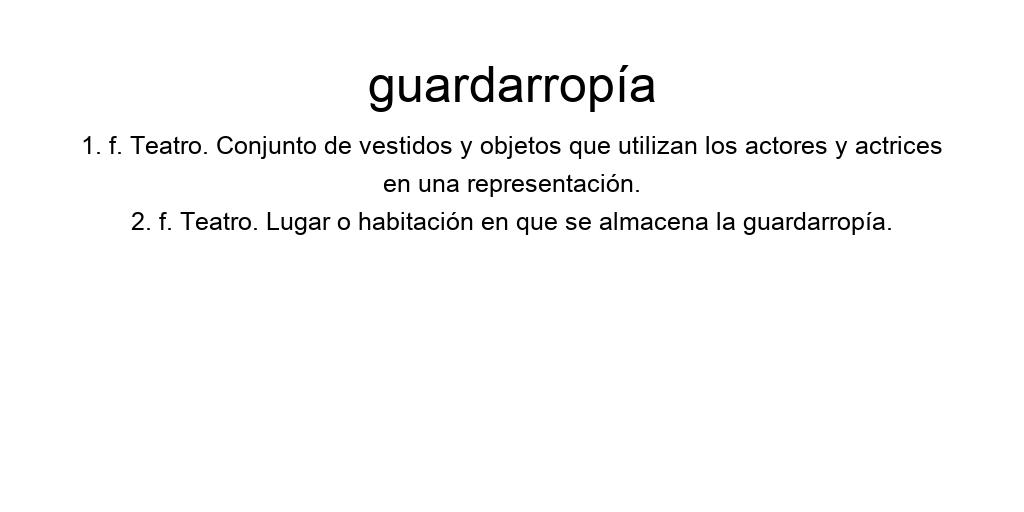 guardarropía
1. f. Teatro. Conjunto de vestidos y objetos que utilizan los actores y actrices
en una representación.
2. f. Teatro. Lugar o habitación en que se almacena la guardarropía.